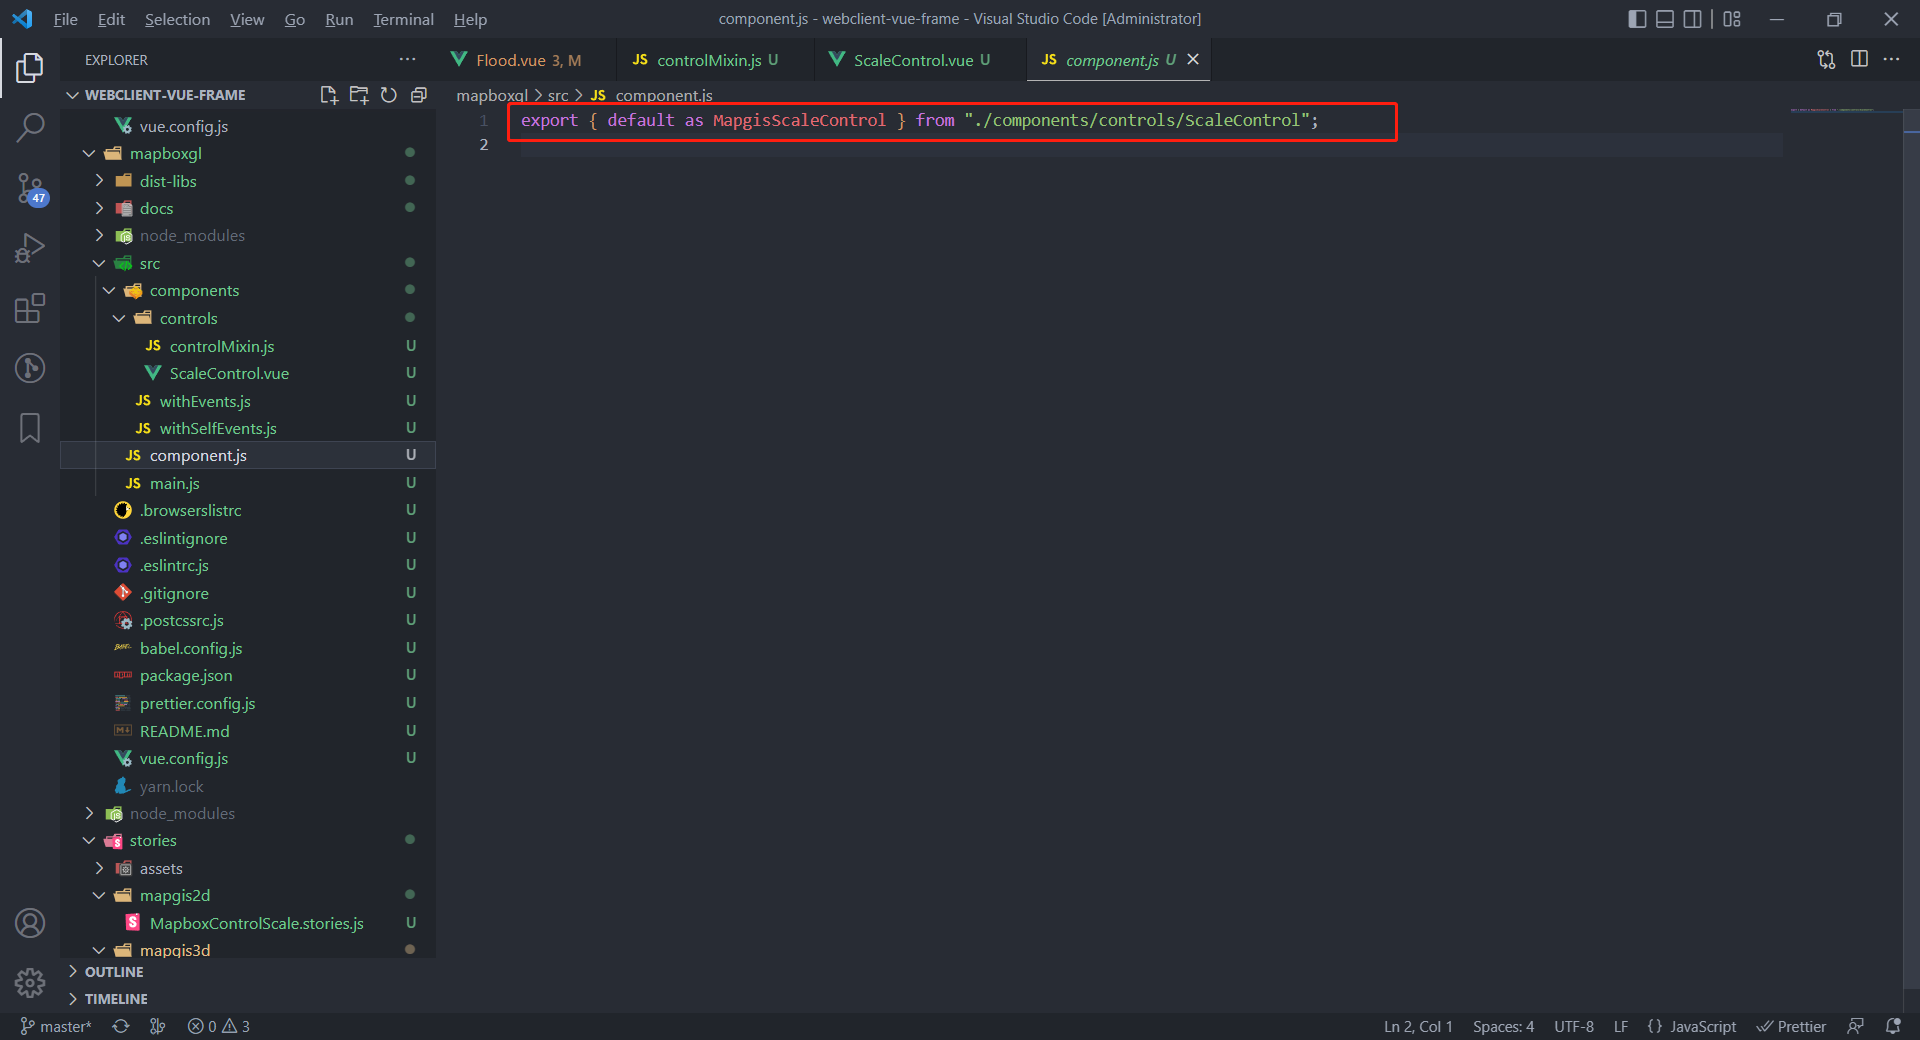 File Edit Selection View Go Run Terminal Help
component.js - webclient-vue-frame - Visual Studio Code [Administrator]
EXPLORER
Flood.vue 3, M
JS controlMixin.js U
ScaleControl.vue U
JS component.js U
WEBCLIENT-VUE-FRAME
mapboxgl > src > JS component.js
1 export { default as MapgisScaleControl } from "./components/controls/ScaleControl";
2
vue.config.js
mapboxgl
dist-libs
docs
node_modules
src
components
controls
JS controlMixin.js U
ScaleControl.vue U
JS withEvents.js U
JS withSelfEvents.js U
JS component.js U
JS main.js U
.browserslistrc U
.eslintignore U
.eslintrc.js U
.gitignore U
.postcssrc.js U
babel.config.js U
package.json U
prettier.config.js U
README.md U
vue.config.js U
yarn.lock
node_modules
stories
assets
mapgis2d
MapboxControlScale.stories.js U
mapgis3d
OUTLINE
TIMELINE
47
master* 0 3
Ln 2, Col 1 Spaces: 4 UTF-8 LF {} JavaScript Prettier